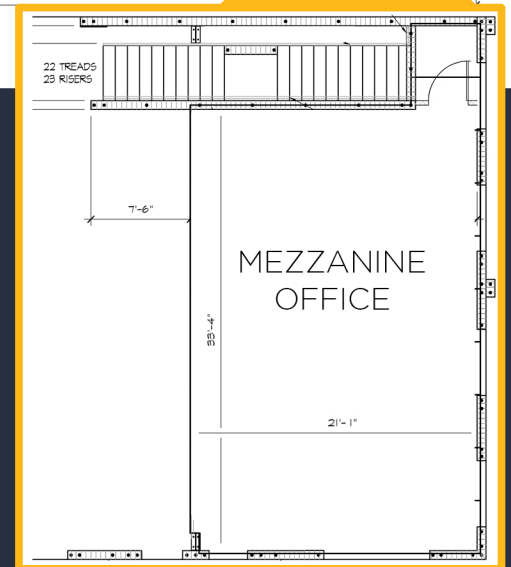 22 TREADS
23 RISERS
7'-6"
MEZZANINE
OFFICE
33'-4"
21'-1"